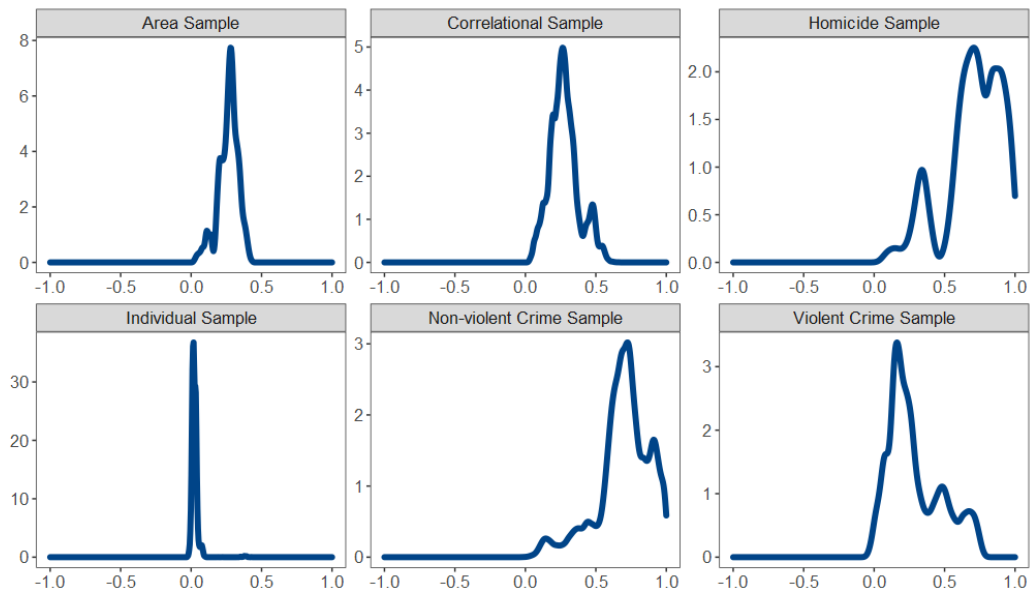 Area Sample
Correlational Sample
Homicide Sample
8
6
4
2
0
-1.0 -0.5 0.0 0.5 1.0
5
4
3
2
1
0
-1.0 -0.5 0.0 0.5 1.0
2.0
1.5
1.0
0.5
0.0
-1.0 -0.5 0.0 0.5 1.0
Individual Sample
Non-violent Crime Sample
Violent Crime Sample
30
20
10
0
-1.0 -0.5 0.0 0.5 1.0
3
2
1
0
-1.0 -0.5 0.0 0.5 1.0
3
2
1
0
-1.0 -0.5 0.0 0.5 1.0